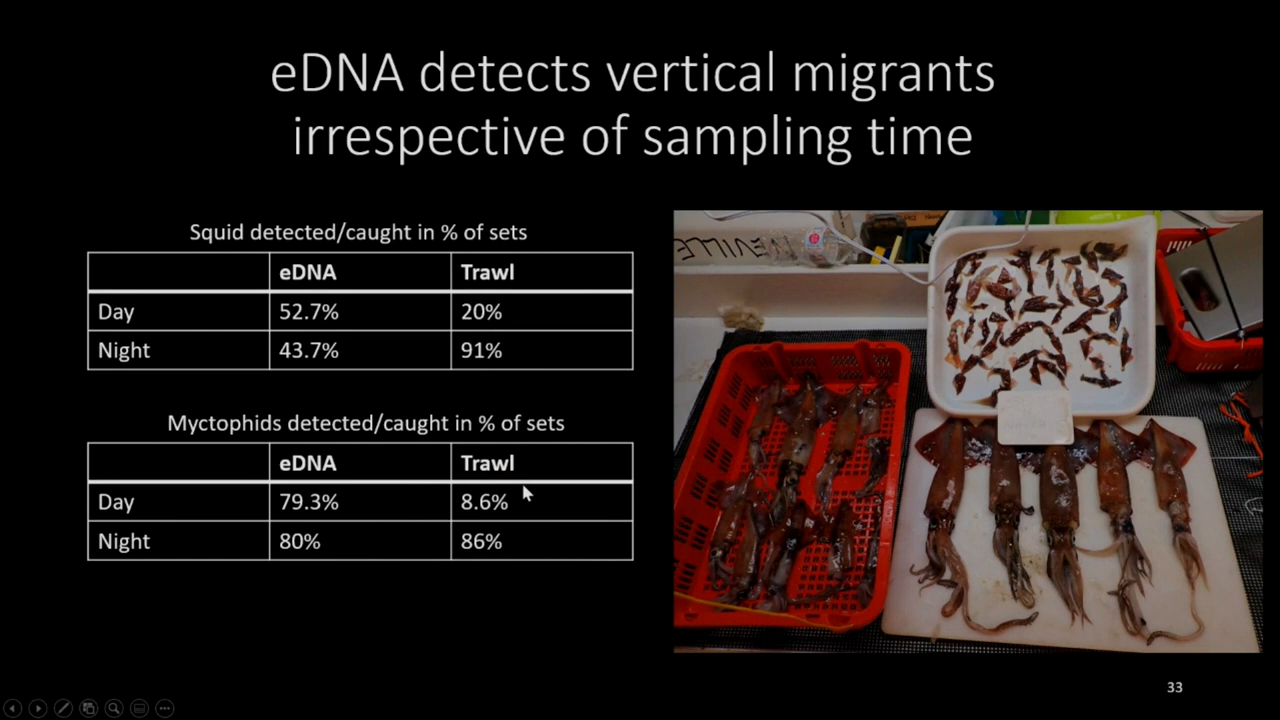 eDNA detects vertical migrants
irrespective of sampling time
Squid detected/caught in % of sets
eDNA Trawl
Day 52.7% 20%
Night 43.7% 91%
Myctophids detected/caught in % of sets
eDNA Trawl
Day 79.3% 8.6%
Night 80% 86%
NEVILLE
33